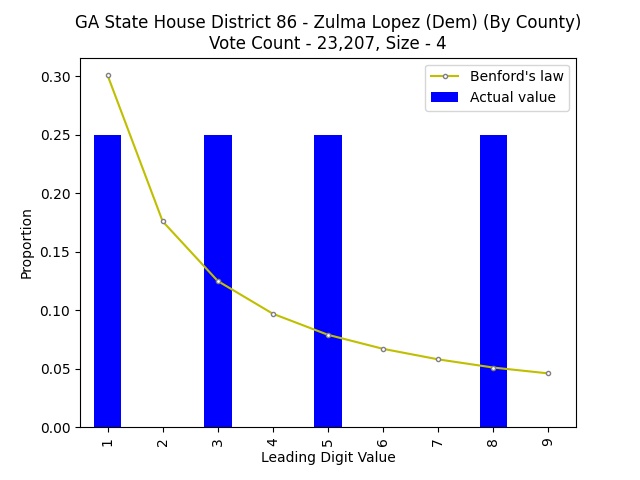 GA State House District 86 - Zulma Lopez (Dem) (By County)
Vote Count - 23,207, Size - 4
Benford's law
Actual value
Proportion
0.30
0.25
0.20
0.15
0.10
0.05
0.00
1 2 3 4 5 6 7 8 9
Leading Digit Value